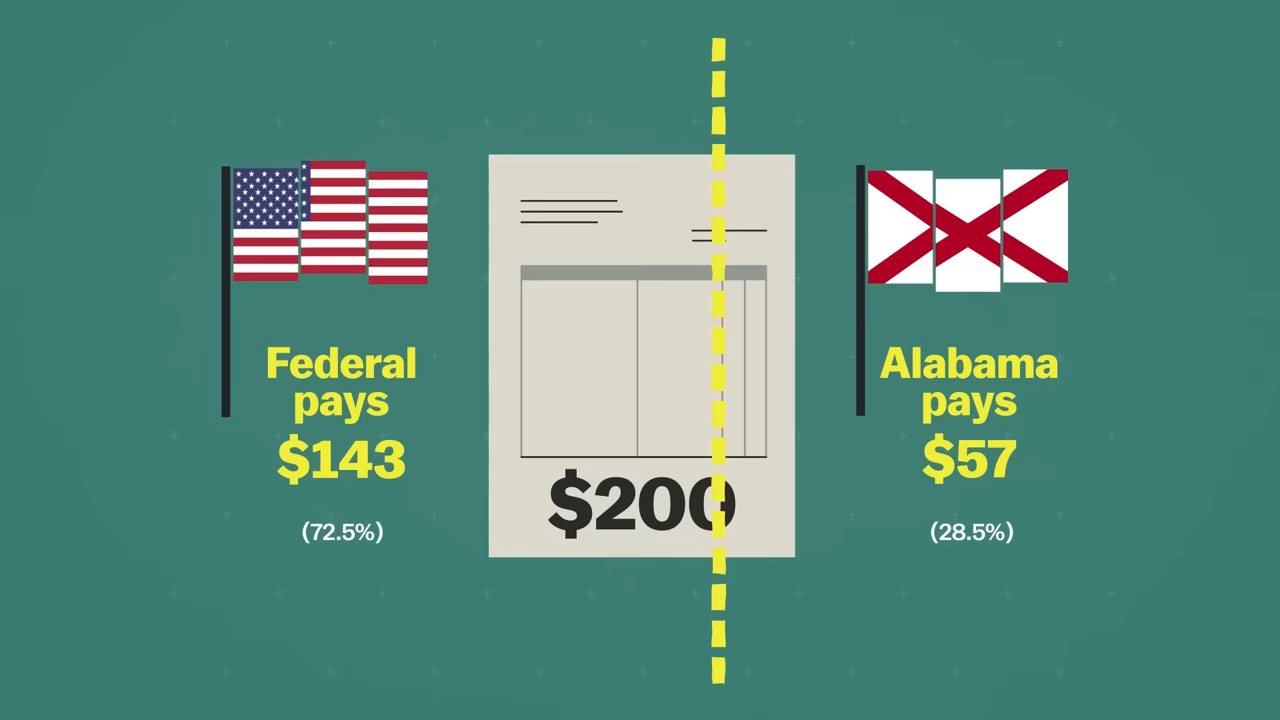 Federal
pays
$143
(72.5%)
$200
Alabama
pays
$57
(28.5%)